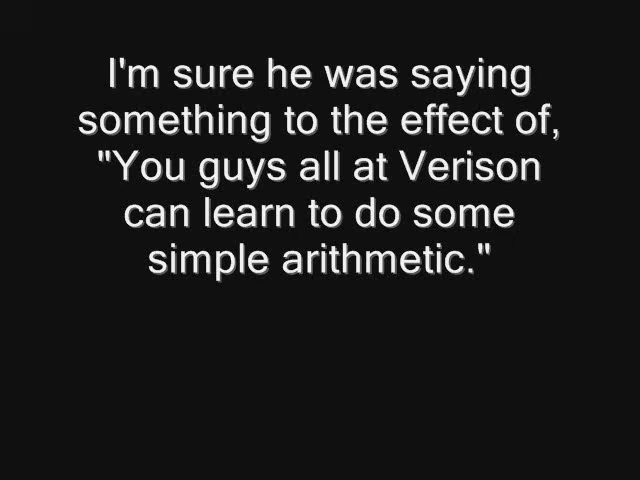 I'm sure he was saying
something to the effect of,
"You guys all at Verison
can learn to do some
simple arithmetic."